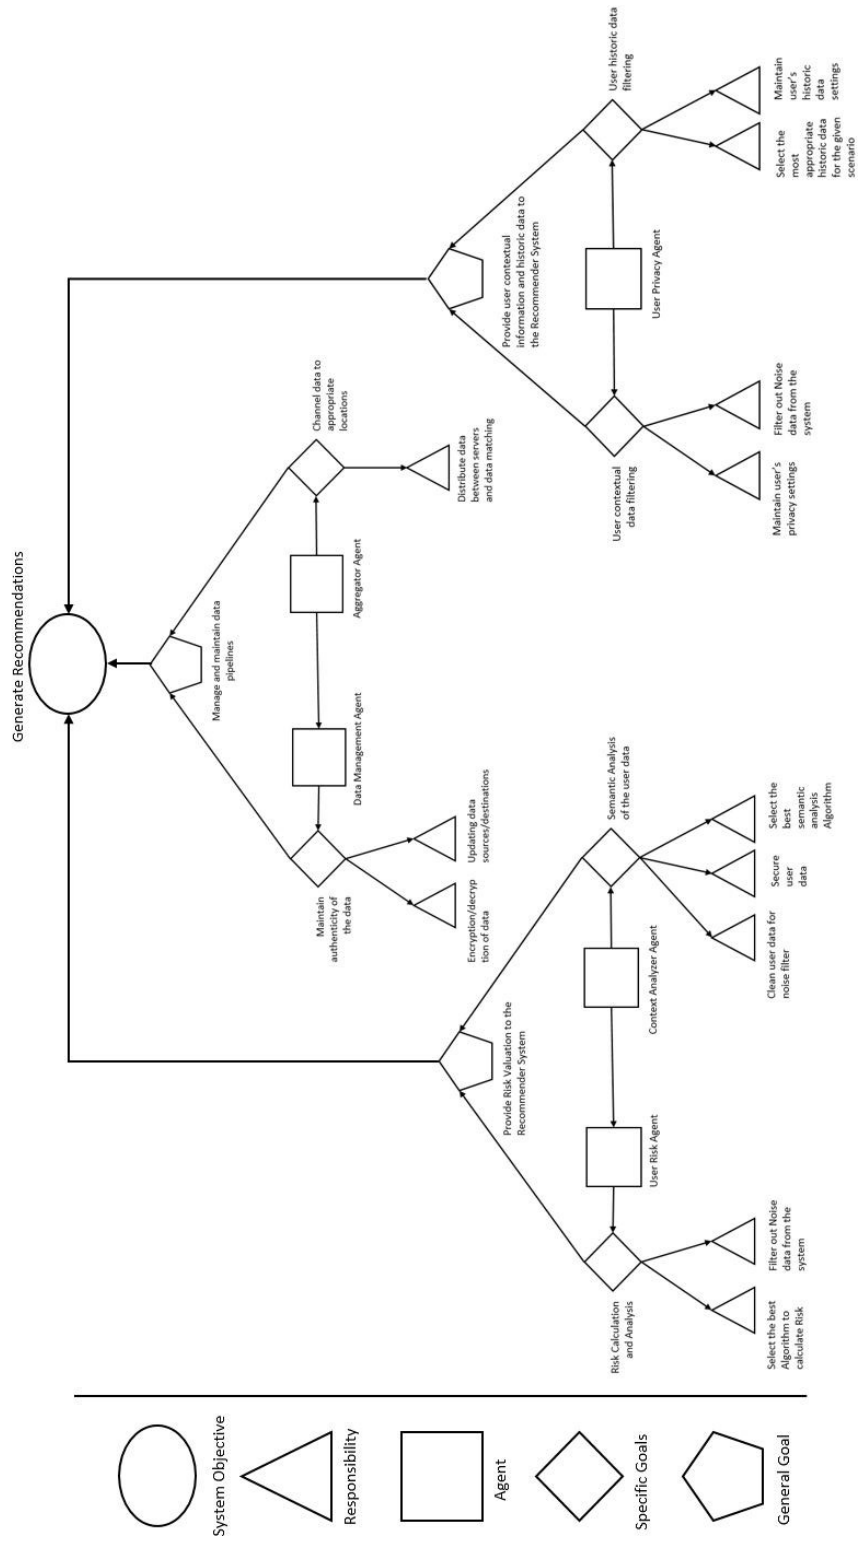 Generate Recommendations
Manage and maintain data
pipelines
Data Management Agent
Aggregator Agent
Maintain
authenticity of
the data
Channel data to
appropriate
locations
Encryption/decryp
tion of data
Updating data
sources/destinations
Distribute data
between servers
and data matching
Provide Risk Valuation to the
Recommender System
Provide user contextual
information and historic data to
the Recommender System
Risk Calculation
and Analysis
User Risk Agent
Context Analyzer Agent
Semantic Analysis
of the user data
User contextual
data filtering
User Privacy Agent
User historic data
filtering
Select the best
Algorithm to
calculate Risk
Filter out Noise
data from the
system
Clean user data for
noise filter
Secure
user
data
Select the
best
semantic
analysis
Algorithm
Maintain user's
privacy settings
Filter out Noise
data from the
system
Select the
most
appropriate
historic data
for the given
scenario
Maintain
user's
historic
data
settings
System Objective
Responsibility
Agent
Specific Goals
General Goal